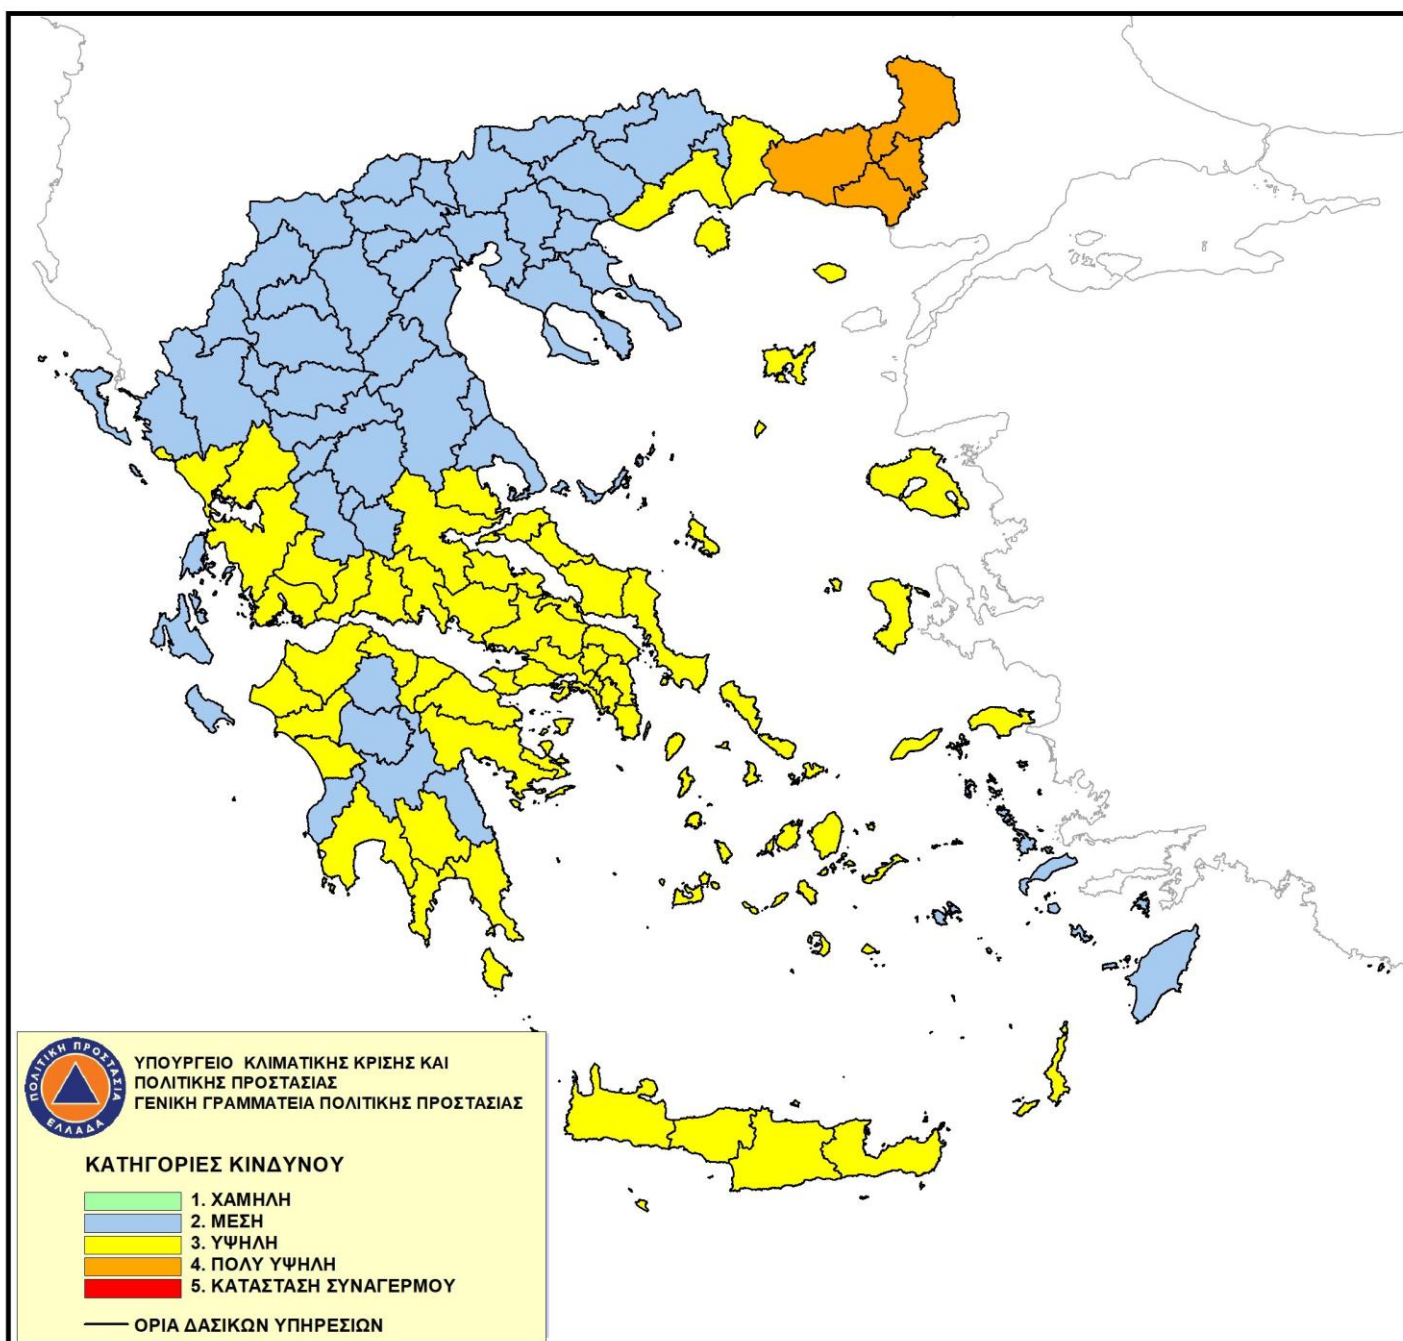 ΠΟΛΙΤΙΚΗ ΠΡΟΣΤΑΣΙΑ
ΕΛΛΑΔΑ
ΥΠΟΥΡΓΕΙΟ ΚΛΙΜΑΤΙΚΗΣ ΚΡΙΣΗΣ ΚΑΙ
ΠΟΛΙΤΙΚΗΣ ΠΡΟΣΤΑΣΙΑΣ
ΓΕΝΙΚΗ ΓΡΑΜΜΑΤΕΙΑ ΠΟΛΙΤΙΚΗΣ ΠΡΟΣΤΑΣΙΑΣ
ΚΑΤΗΓΟΡΙΕΣ ΚΙΝΔΥΝΟΥ
1. ΧΑΜΗΛΗ
2. ΜΕΣΗ
3. ΥΨΗΛΗ
4. ΠΟΛΥ ΥΨΗΛΗ
5. ΚΑΤΑΣΤΑΣΗ ΣΥΝΑΓΕΡΜΟΥ
ΟΡΙΑ ΔΑΣΙΚΩΝ ΥΠΗΡΕΣΙΩΝ